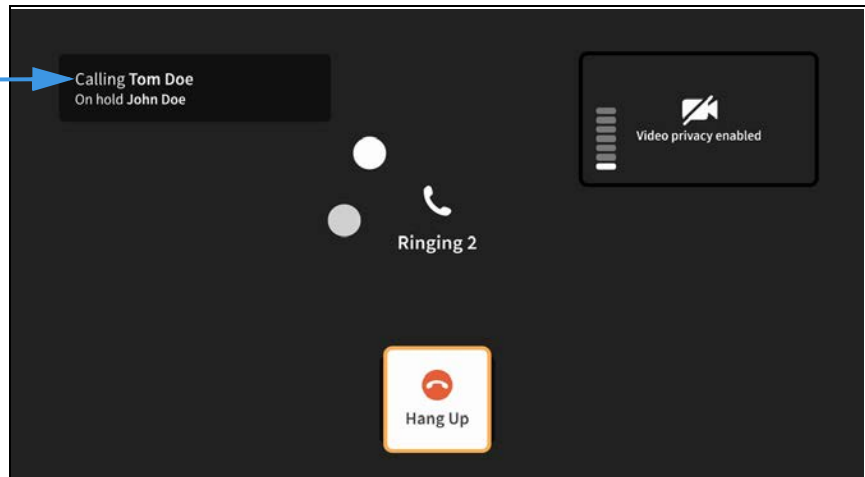 Calling Tom Doe
On hold John Doe
Video privacy enabled
Ringing 2
Hang Up